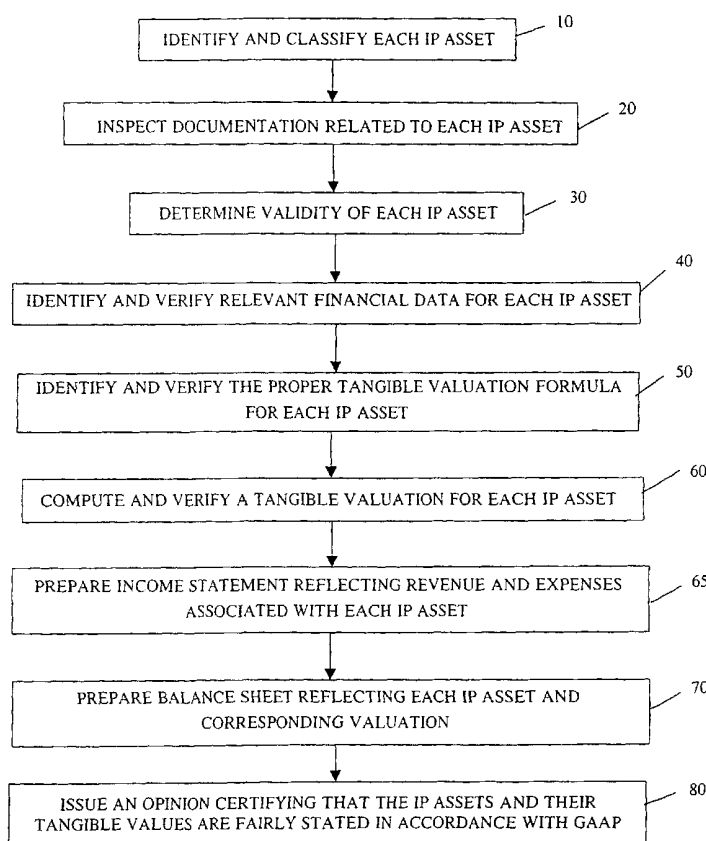 10
IDENTIFY AND CLASSIFY EACH IP ASSET
20
INSPECT DOCUMENTATION RELATED TO EACH IP ASSET
30
DETERMINE VALIDITY OF EACH IP ASSET
40
IDENTIFY AND VERIFY RELEVANT FINANCIAL DATA FOR EACH IP ASSET
50
IDENTIFY AND VERIFY THE PROPER TANGIBLE VALUATION FORMULA
FOR EACH IP ASSET
60
COMPUTE AND VERIFY A TANGIBLE VALUATION FOR EACH IP ASSET
65
PREPARE INCOME STATEMENT REFLECTING REVENUE AND EXPENSES
ASSOCIATED WITH EACH IP ASSET
70
PREPARE BALANCE SHEET REFLECTING EACH IP ASSET AND
CORRESPONDING VALUATION
80
ISSUE AN OPINION CERTIFYING THAT THE IP ASSETS AND THEIR
TANGIBLE VALUES ARE FAIRLY STATED IN ACCORDANCE WITH GAAP